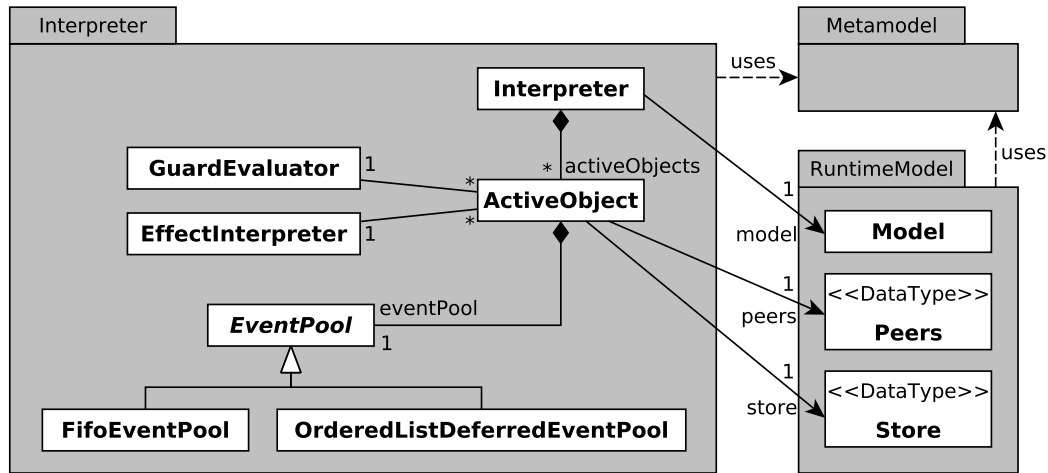 Interpreter
Metamodel
uses
Interpreter
GuardEvaluator
1
*
* activeObjects
ActiveObject
EffectInterpreter
1
*
uses
RuntimeModel
1
model
Model
1
peers
<<DataType>>
Peers
eventPool
1
EventPool
1
store
<<DataType>>
Store
FifoEventPool
OrderedListDeferredEventPool